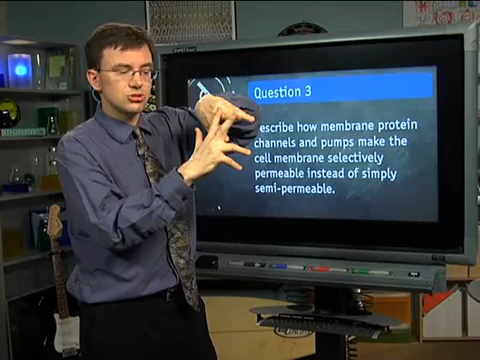 Question 3
escribe how membrane protein
channels and pumps make the
cell membrane selectively
permeable instead of simply
semi-permeable.